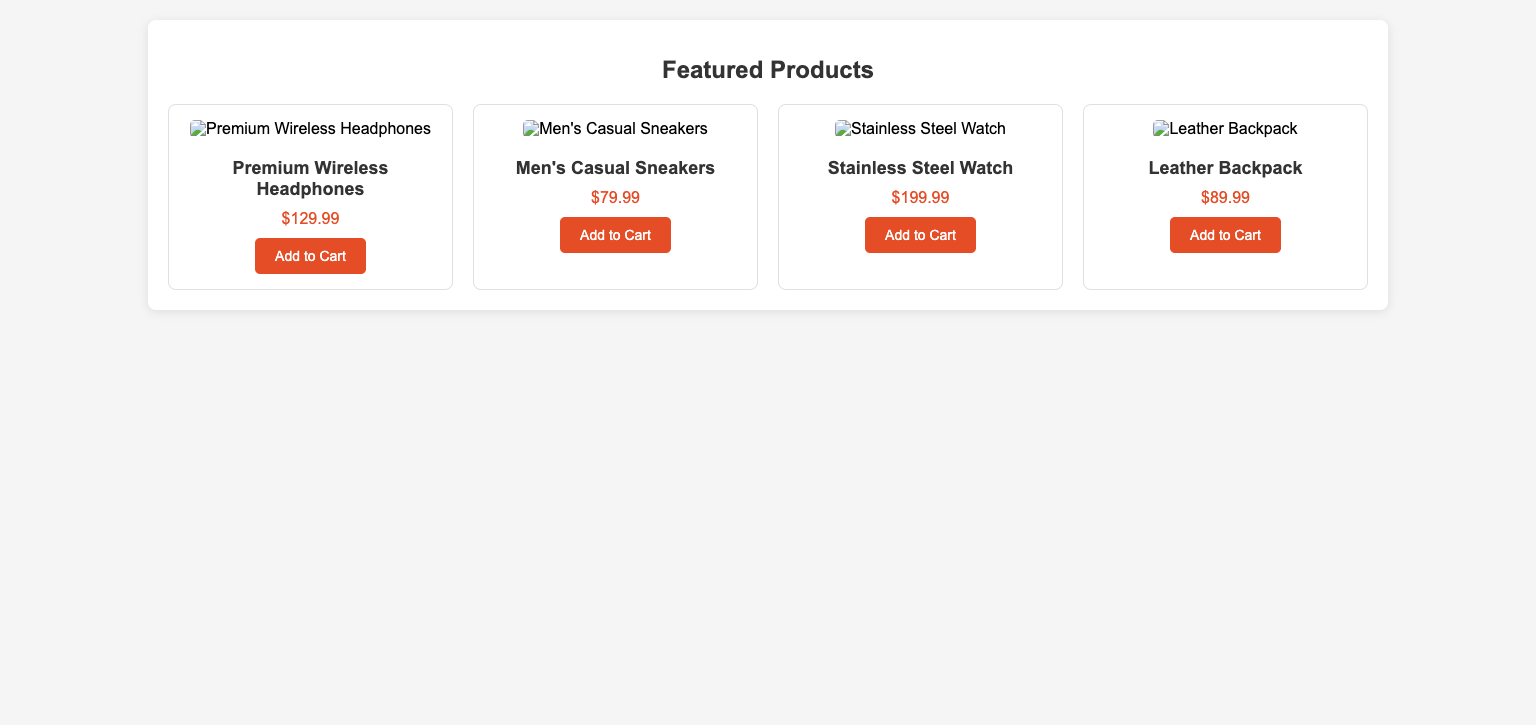 Featured Products
Premium Wireless Headphones
Premium Wireless
Headphones
$129.99
Add to Cart
Men's Casual Sneakers
Men's Casual Sneakers
$79.99
Add to Cart
Stainless Steel Watch
Stainless Steel Watch
$199.99
Add to Cart
Leather Backpack
Leather Backpack
$89.99
Add to Cart